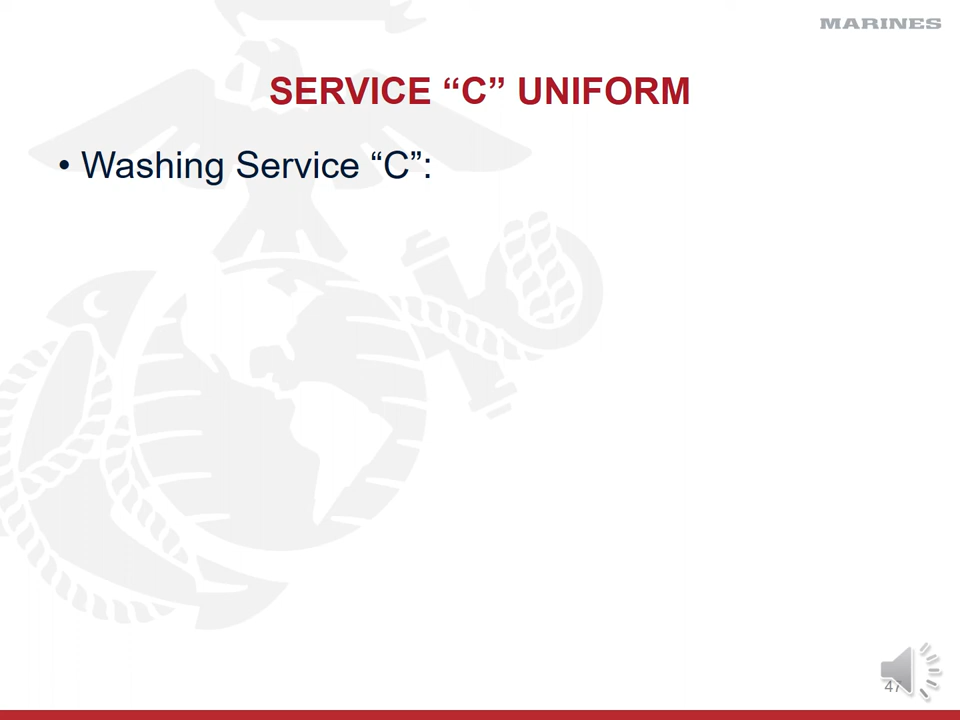 MARINES
SERVICE “C” UNIFORM
• Washing Service “C”:
47